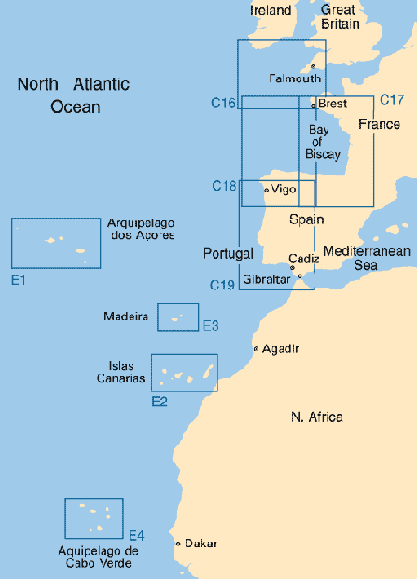 Ireland
Great
Britain
North Atlantic
Ocean
Falmouth
C16
Brest
C17
France
Bay
of
Biscay
C18
Vigo
Spain
Arquipelago
dos Açores
Portugal
Mediterranean
Sea
Cadiz
Gibraltar
E1
C19
Madeira
E3
Agadir
Islas
Canarias
E2
N. Africa
E4
Dakar
Aquipelago de
Cabo Verde